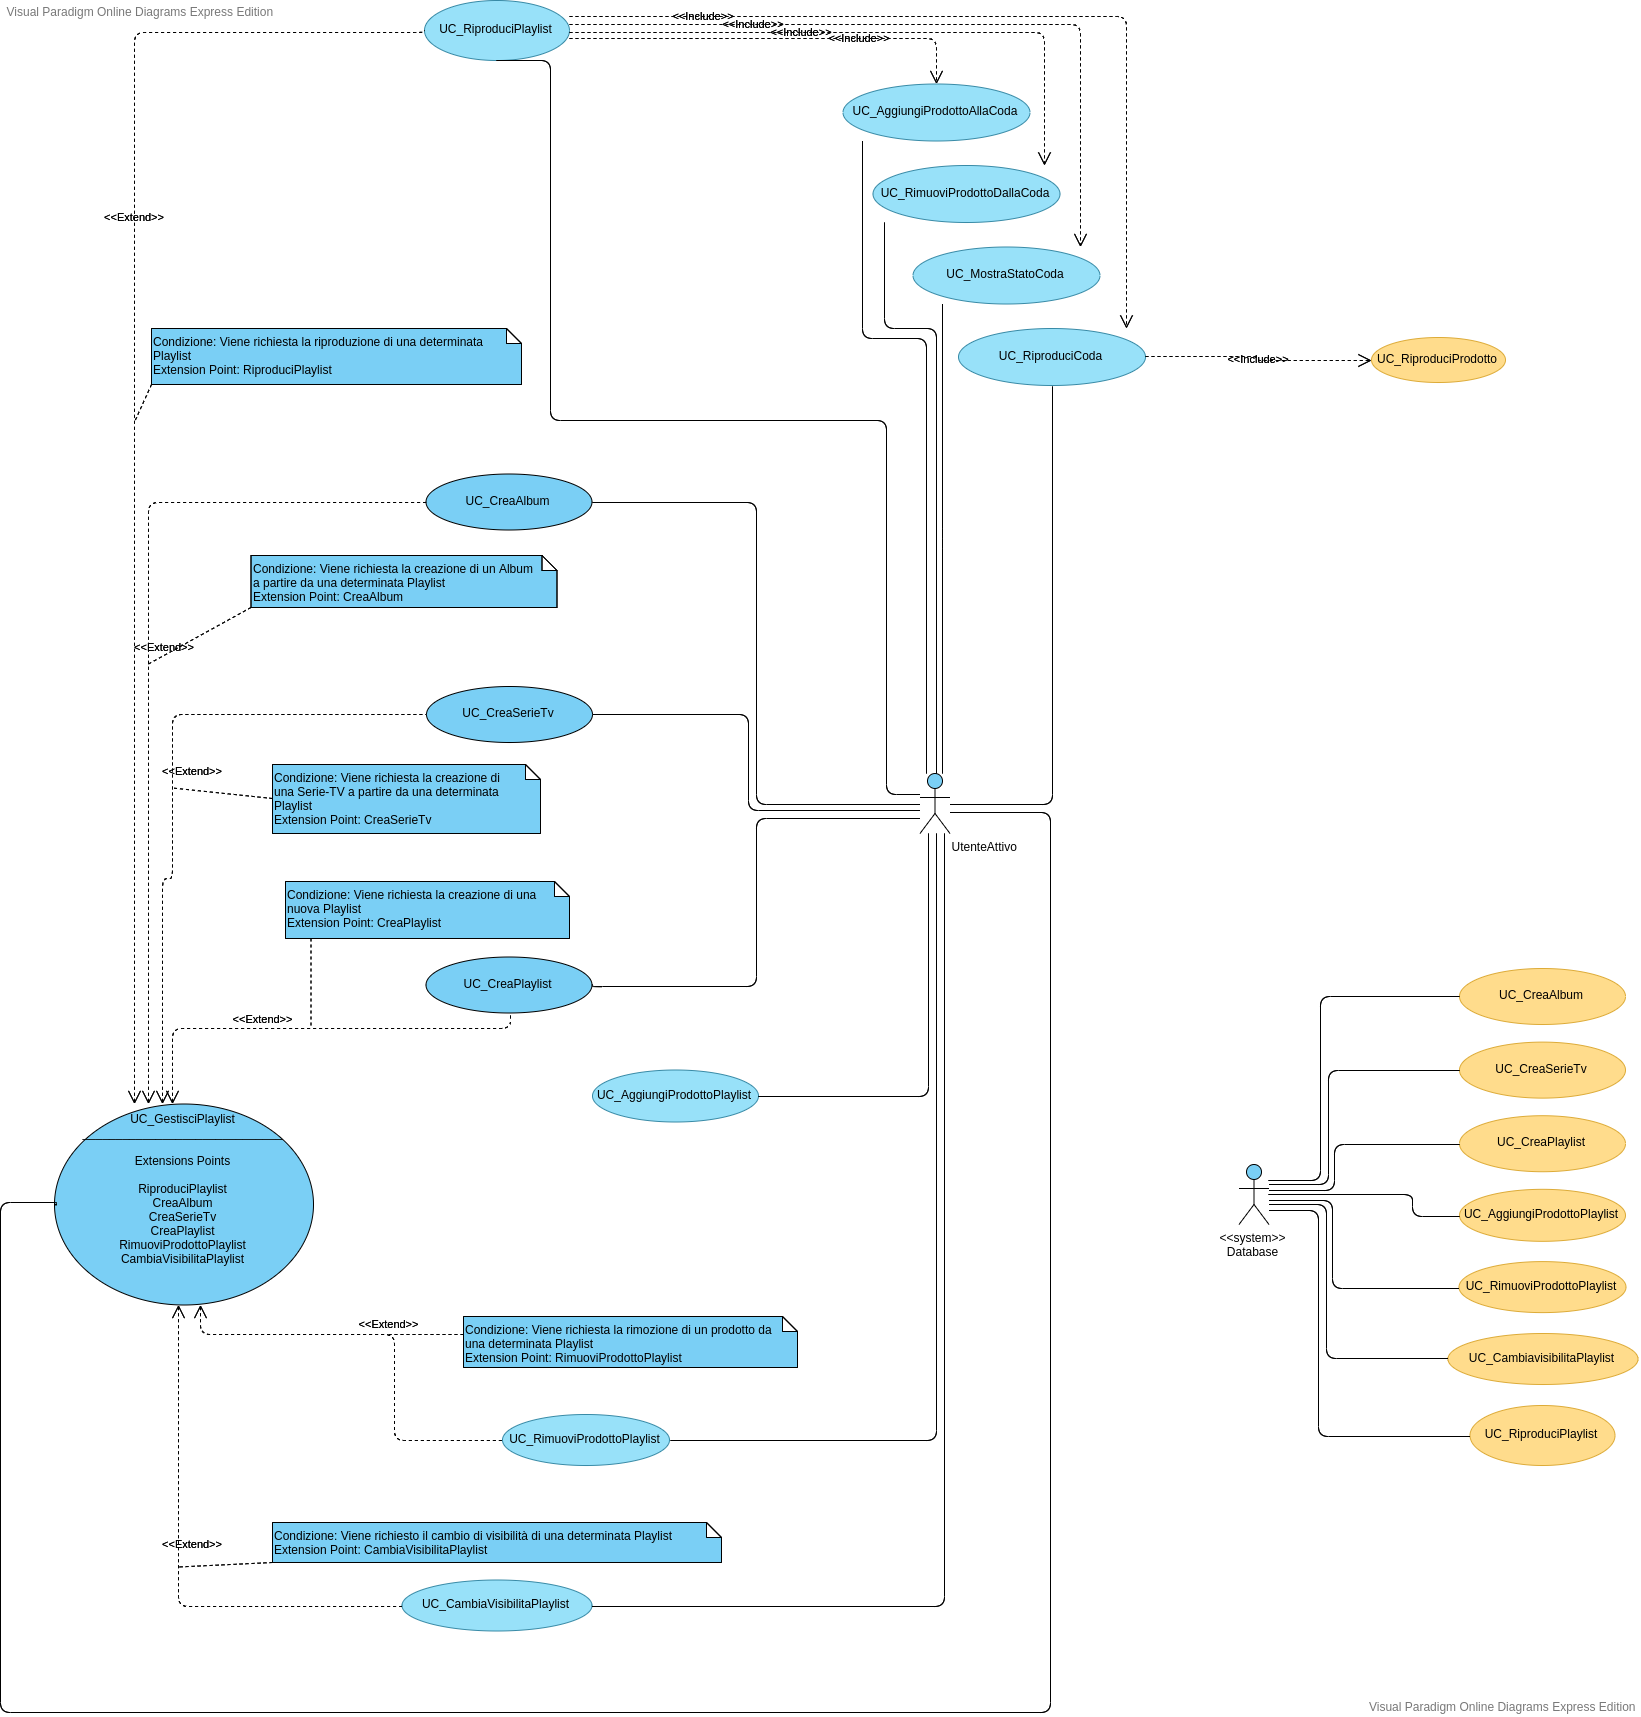 Visual Paradigm Online Diagrams Express Edition
UC_RiproduciPlaylist
<<Include>>
<<Include>>
<<Include>>
<<Include>>
UC_AggiungiProdottoAllaCoda
UC_RimuoviProdottoDallaCoda
<<Extend>>
UC_MostraStatoCoda
Condizione: Viene richiesta la riproduzione di una determinata
Playlist
Extension Point: RiproduciPlaylist
UC_RiproduciCoda
<<Include>>
UC_RiproduciProdotto
UC_CreaAlbum
Condizione: Viene richiesta la creazione di un Album
a partire da una determinata Playlist
Extension Point: CreaAlbum
<<Extend>>
UC_CreaSerieTv
<<Extend>>
Condizione: Viene richiesta la creazione di
una Serie-TV a partire da una determinata
Playlist
Extension Point: CreaSerieTv
UtenteAttivo
Condizione: Viene richiesta la creazione di una
nuova Playlist
Extension Point: CreaPlaylist
UC_CreaPlaylist
<<Extend>>
UC_AggiungiProdottoPlaylist
UC_GestisciPlaylist
Extensions Points
RiproduciPlaylist
CreaAlbum
CreaSerieTv
CreaPlaylist
RimuoviProdottoPlaylist
CambiaVisibilitaPlaylist
UC_CreaAlbum
UC_CreaSerieTv
UC_CreaPlaylist
UC_AggiungiProdottoPlaylist
<<system>>
Database
UC_RimuoviProdottoPlaylist
UC_CambiavisibilitaPlaylist
UC_RiproduciPlaylist
<<Extend>>
Condizione: Viene richiesta la rimozione di un prodotto da
una determinata Playlist
Extension Point: RimuoviProdottoPlaylist
UC_RimuoviProdottoPlaylist
<<Extend>>
Condizione: Viene richiesto il cambio di visibilità di una determinata Playlist
Extension Point: CambiaVisibilitaPlaylist
UC_CambiaVisibilitaPlaylist
Visual Paradigm Online Diagrams Express Edition